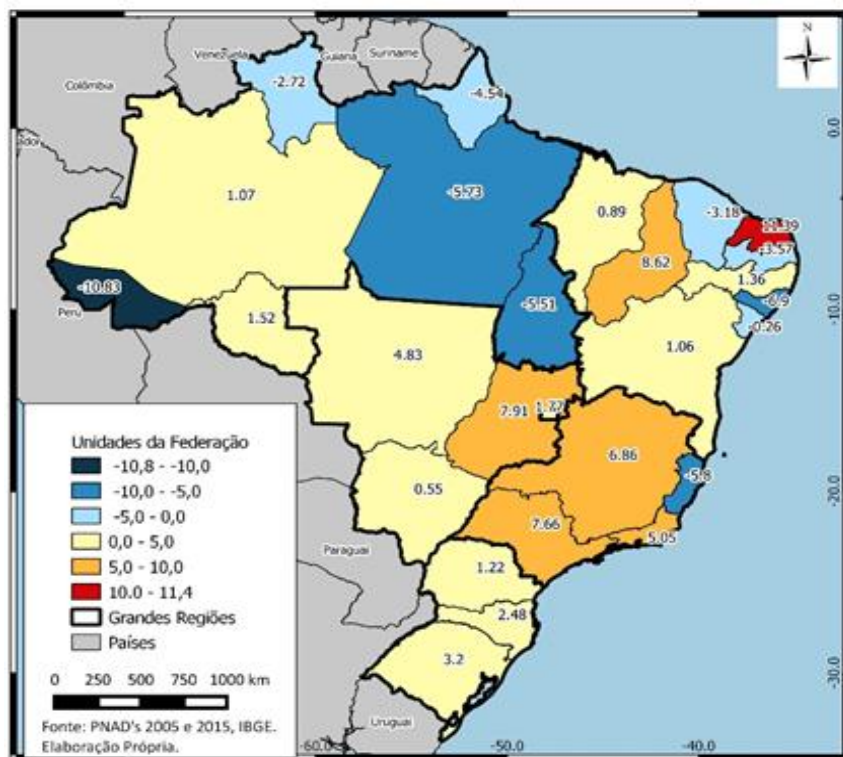 Venezuela
Guiana
Suriname
Colômbia
ador
Peru
Paraguai
Uruguai
Z
-2.72
-4.54
1.07
-5.73
0.89
-3.18
11.39
-3.57
8.62
1.36
-6.9
-0.26
-10.83
1.52
-5.51
4.83
1.06
7.91
1.77
6.86
-5.8
0.55
7.66
5.05
1.22
2.48
3.2
0.0
-10.0
-20.0
-30.0
-60.0
-50.0
-40.0
Unidades da Federação
-10,8 - -10,0
-10,0 - -5,0
-5,0 - 0,0
0,0 - 5,0
5,0 - 10,0
10.0 - 11,4
Grandes Regiões
Países
0 250 500 750 1000 km
Fonte: PNAD's 2005 e 2015, IBGE.
Elaboração Própria.